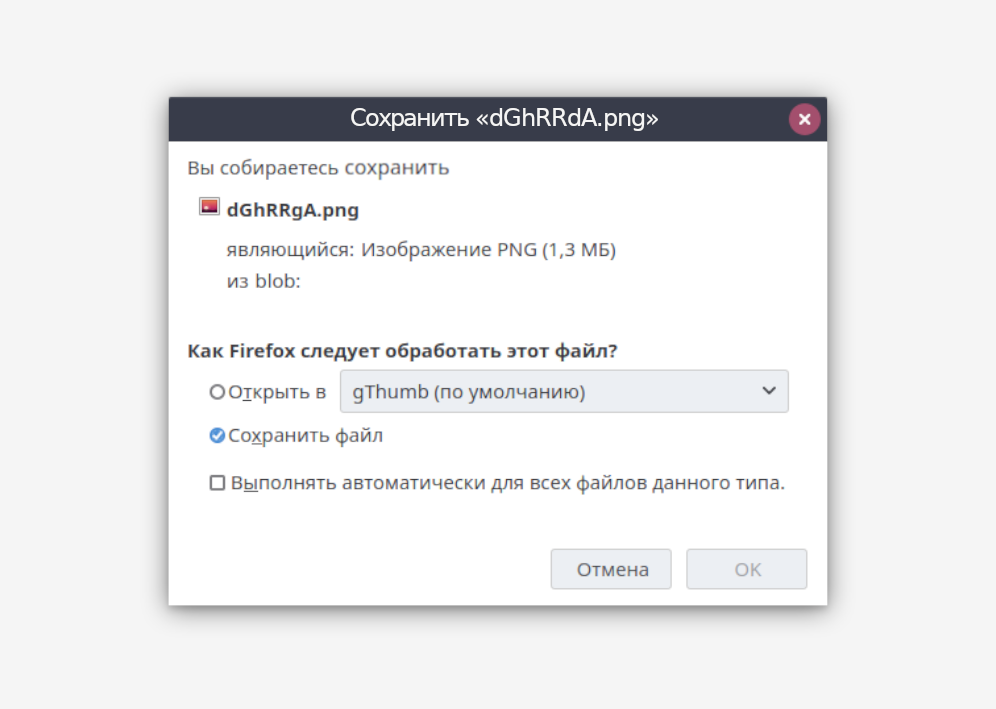 Сохранить «dGhRRdA.png»
Вы собираетесь сохранить
dGhRRgA.png
являющийся: Изображение PNG (1,3 МБ)
из blob:
Как Firefox следует обработать этот файл?
Открыть в gThumb (по умолчанию)
Сохранить файл
Выполнять автоматически для всех файлов данного типа.
Отмена OK